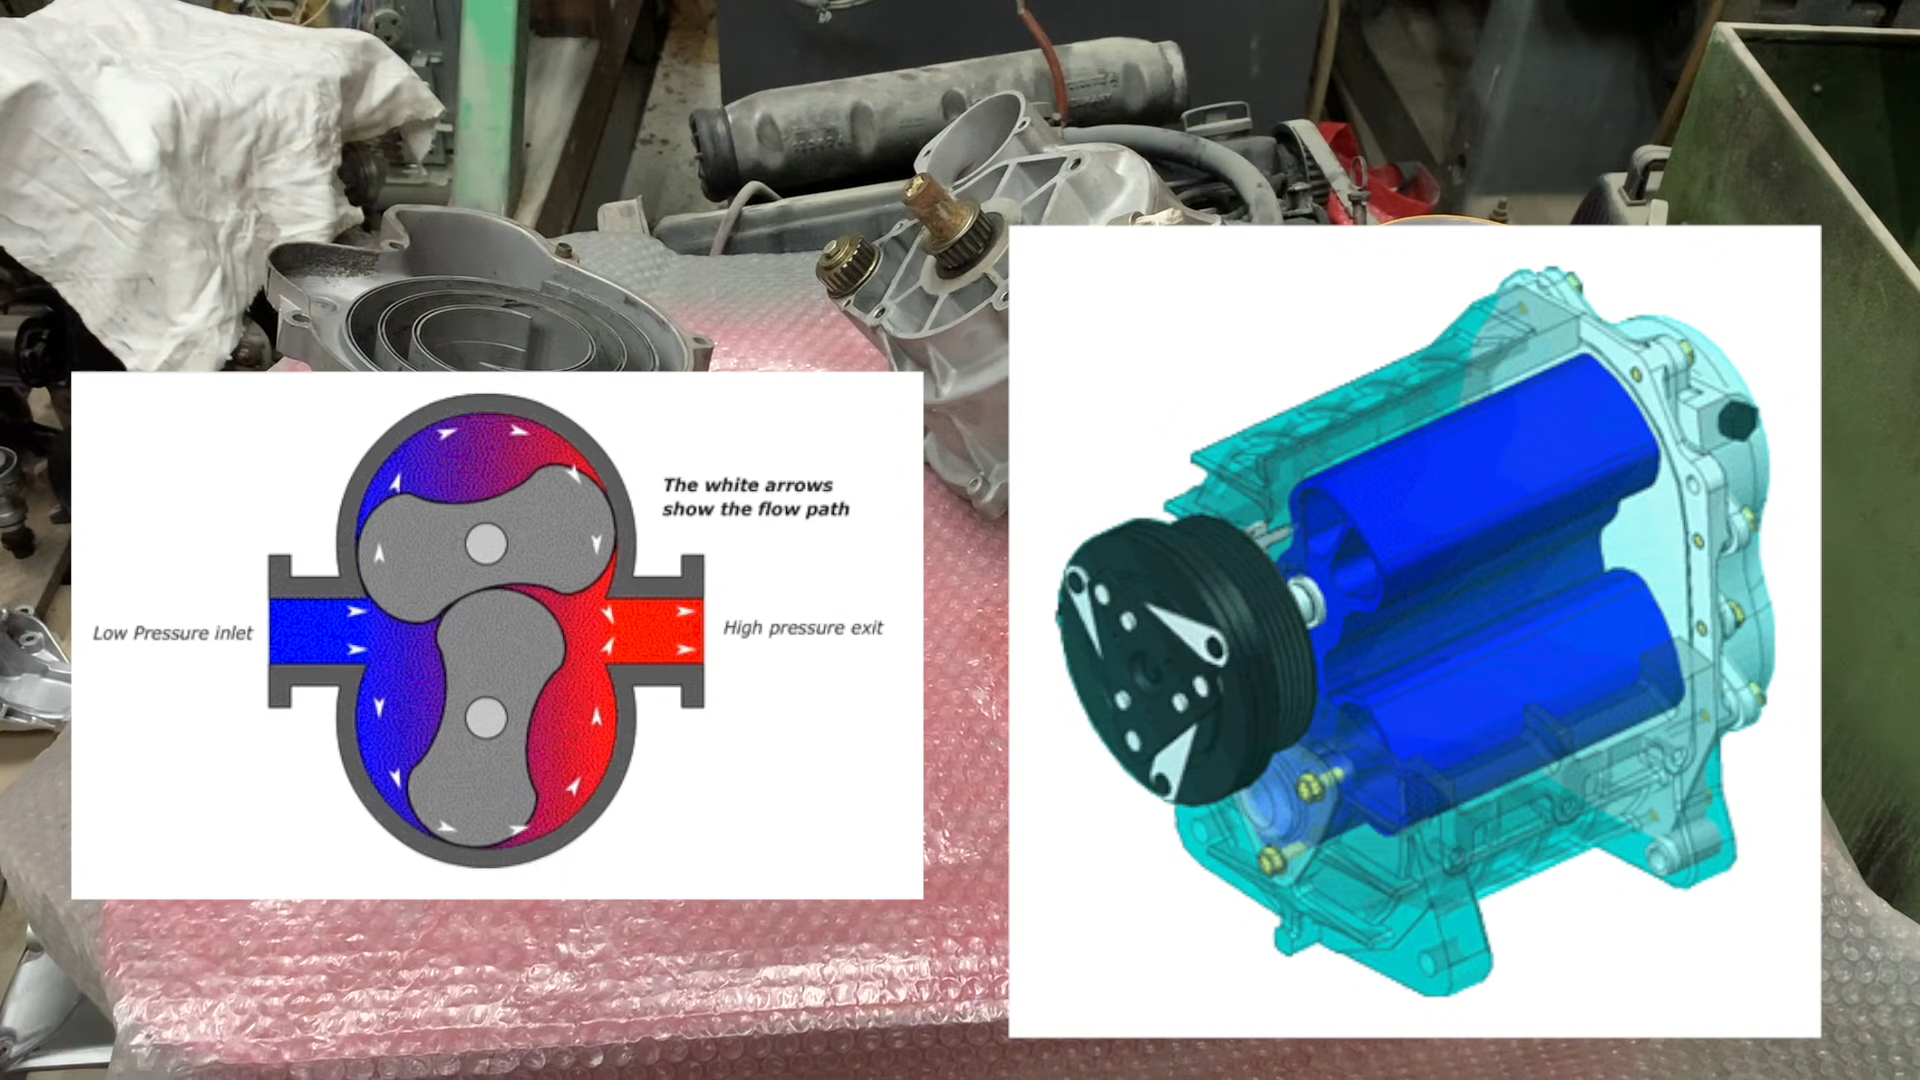 The white arrows
show the flow path
Low Pressure inlet
High pressure exit